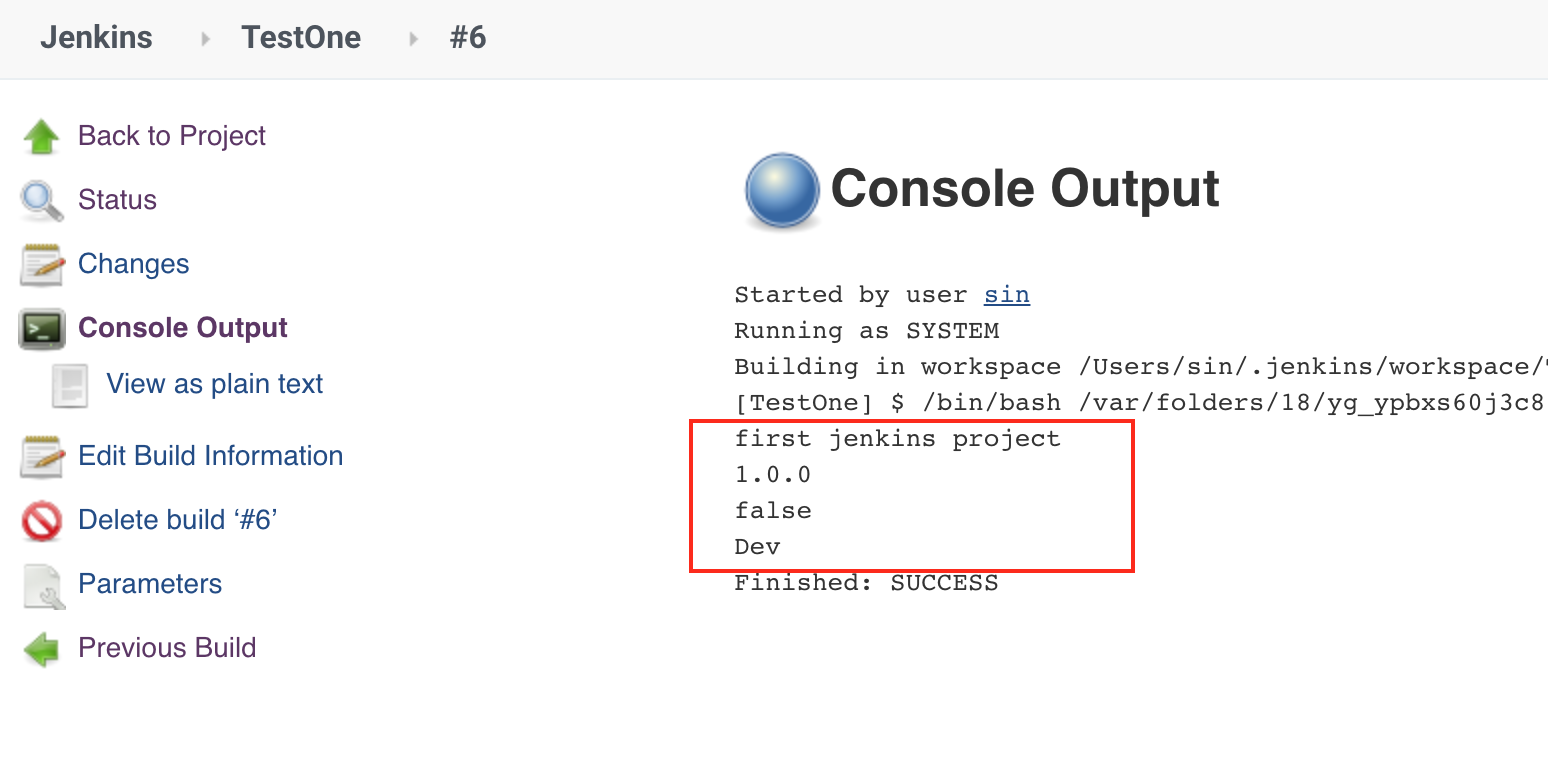 Jenkins TestOne #6
Back to Project
Status
Changes
Console Output
View as plain text
Edit Build Information
Delete build ‘#6’
Parameters
Previous Build
Console Output
Started by user sin
Running as SYSTEM
Building in workspace /Users/sin/.jenkins/workspace/
[TestOne] $ /bin/bash /var/folders/18/yg_ypbxs60j3c8
first jenkins project
1.0.0
false
Dev
Finished: SUCCESS